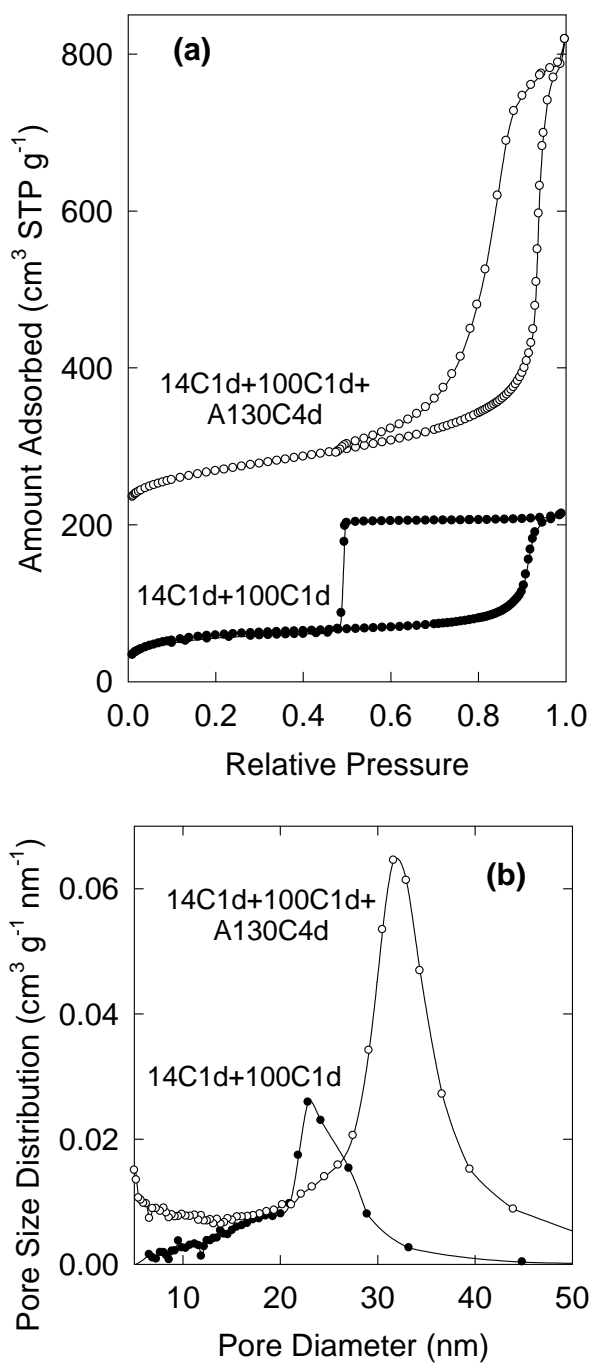 (a)
800
600
400
200
0
Amount Adsorbed (cm³ STP g⁻¹)
14C1d+100C1d+
A130C4d
14C1d+100C1d
0.0 0.2 0.4 0.6 0.8 1.0
Relative Pressure
(b)
0.06
0.04
0.02
0.00
Pore Size Distribution (cm³ g⁻¹ nm⁻¹)
14C1d+100C1d+
A130C4d
14C1d+100C1d
10 20 30 40 50
Pore Diameter (nm)